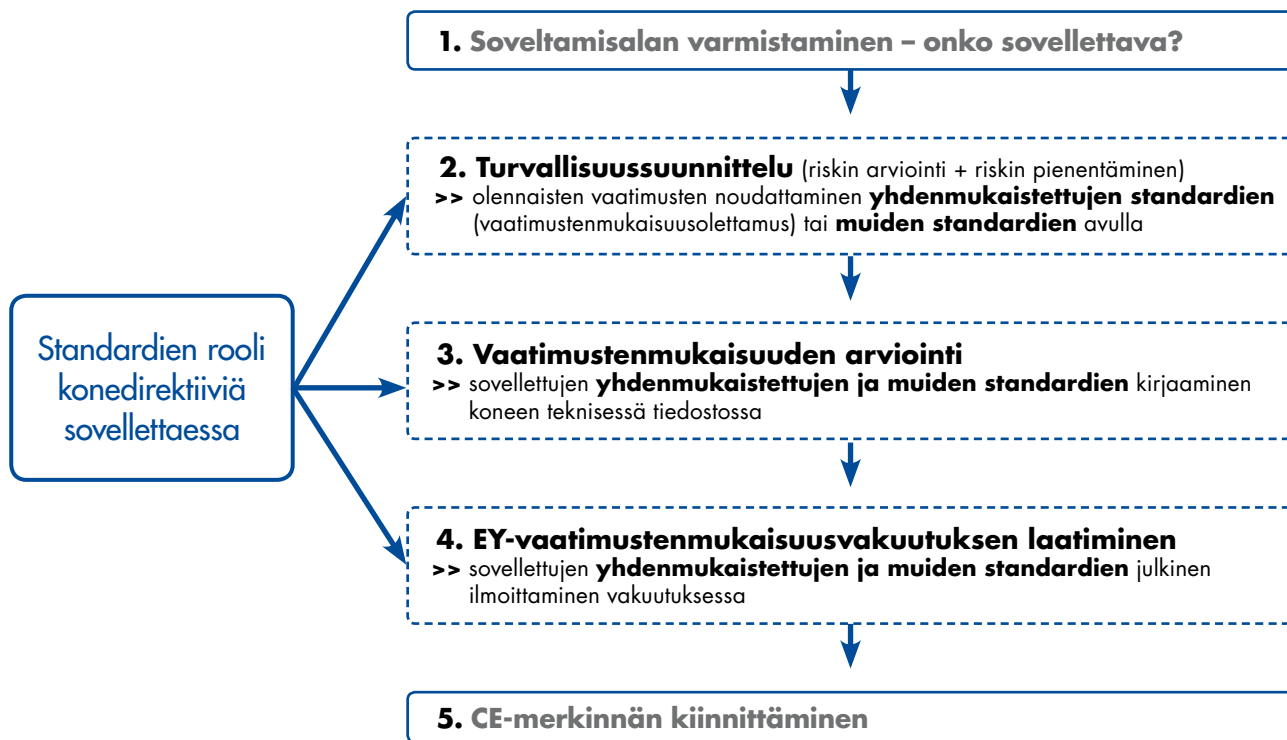 1. Soveltamisalan varmistaminen – onko sovellettava?
2. Turvallisuussuunnittelu (riskin arviointi + riskin pienentäminen)
>> olennaisten vaatimusten noudattaminen yhdenmukaistettujen standardien
(vaatimustenmukaisuusolettamus) tai muiden standardien avulla
Standardien rooli
konedirektiiviä
sovellettaessa
3. Vaatimustenmukaisuuden arviointi
>> sovellettujen yhdenmukaistettujen ja muiden standardien kirjaaminen
koneen teknisessä tiedostossa
4. EY-vaatimustenmukaisuusvakuutuksen laatiminen
>> sovellettujen yhdenmukaistettujen ja muiden standardien julkinen
ilmoittaminen vakuutuksessa
5. CE-merkinnän kiinnittäminen